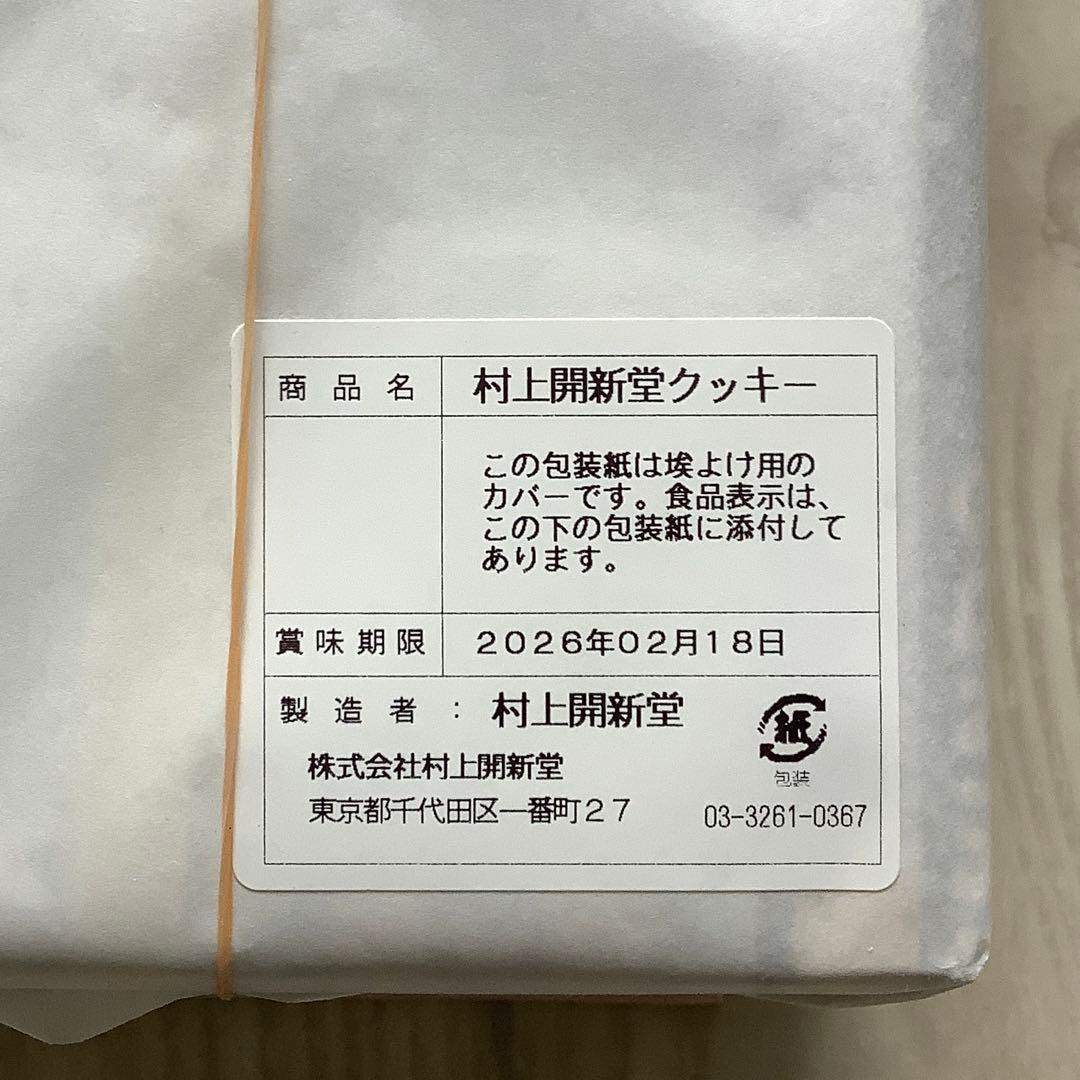 商品名 村上開新堂クッキー
この包装紙は埃よけ用の
カバーです。食品表示は、
この下の包装紙に添付して
あります。
賞味期限 2026年02月18日
製造者：村上開新堂
紙
包装
株式会社村上開新堂
東京都千代田区一番町27 03-3261-0367